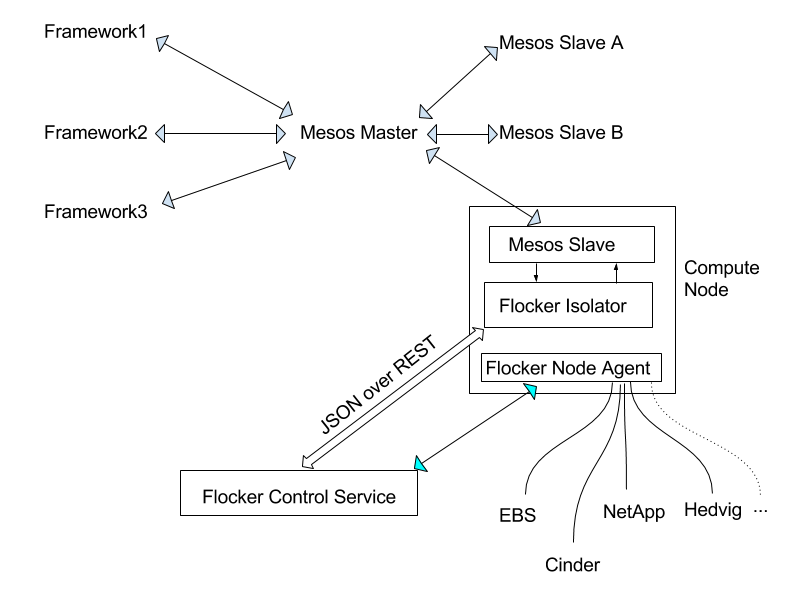 Framework1
Mesos Slave A
Framework2
Mesos Master
Mesos Slave B
Framework3
Mesos Slave
Compute
Node
Flocker Isolator
JSON over REST
Flocker Node Agent
Flocker Control Service
EBS
NetApp
Hedvig
...
Cinder